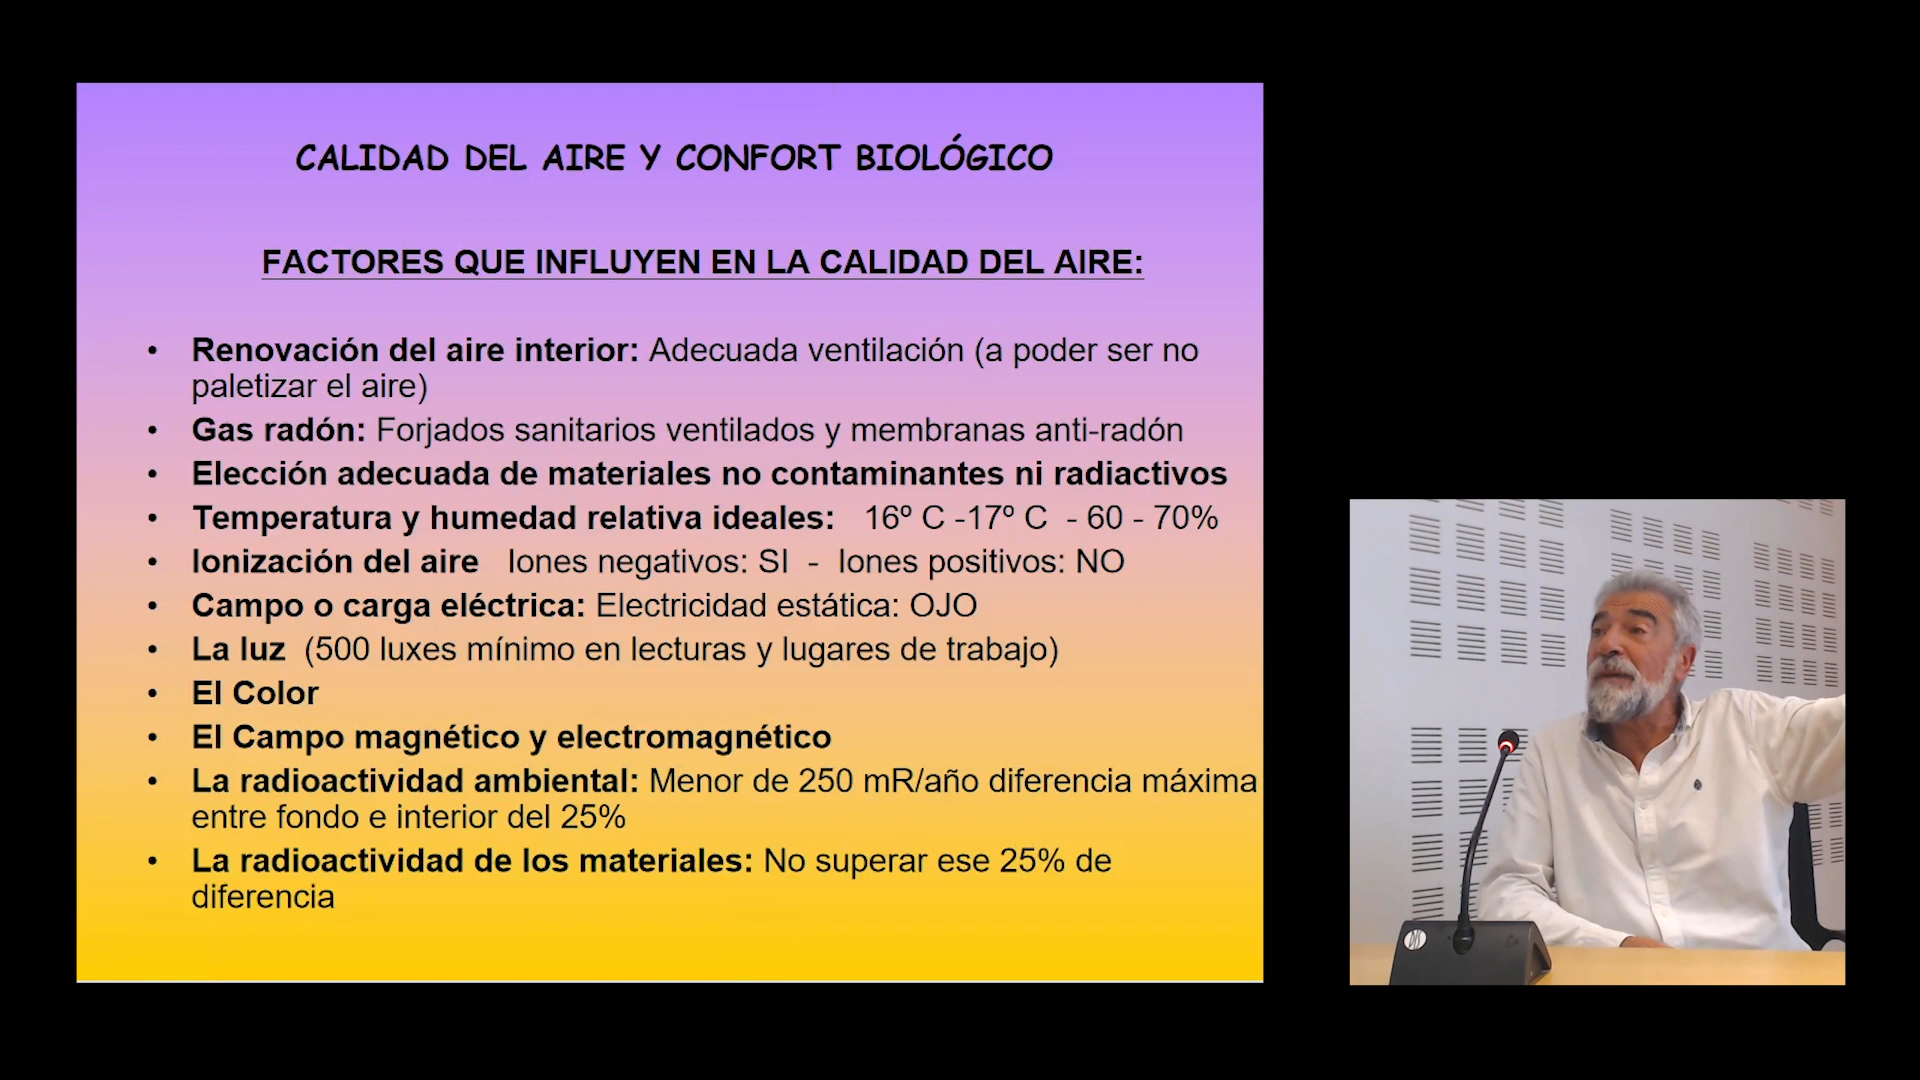 CALIDAD DEL AIRE Y CONFORT BIOLÓGICO
FACTORES QUE INFLUYEN EN LA CALIDAD DEL AIRE:
• Renovación del aire interior: Adecuada ventilación (a poder ser no
paletizar el aire)
• Gas radón: Forjados sanitarios ventilados y membranas anti-radón
• Elección adecuada de materiales no contaminantes ni radiactivos
• Temperatura y humedad relativa ideales: 16º C -17º C - 60 - 70%
• Ionización del aire Iones negativos: SI - Iones positivos: NO
• Campo o carga eléctrica: Electricidad estática: OJO
• La luz (500 luxes mínimo en lecturas y lugares de trabajo)
• El Color
• El Campo magnético y electromagnético
• La radioactividad ambiental: Menor de 250 mR/año diferencia máxima
entre fondo e interior del 25%
• La radioactividad de los materiales: No superar ese 25% de
diferencia